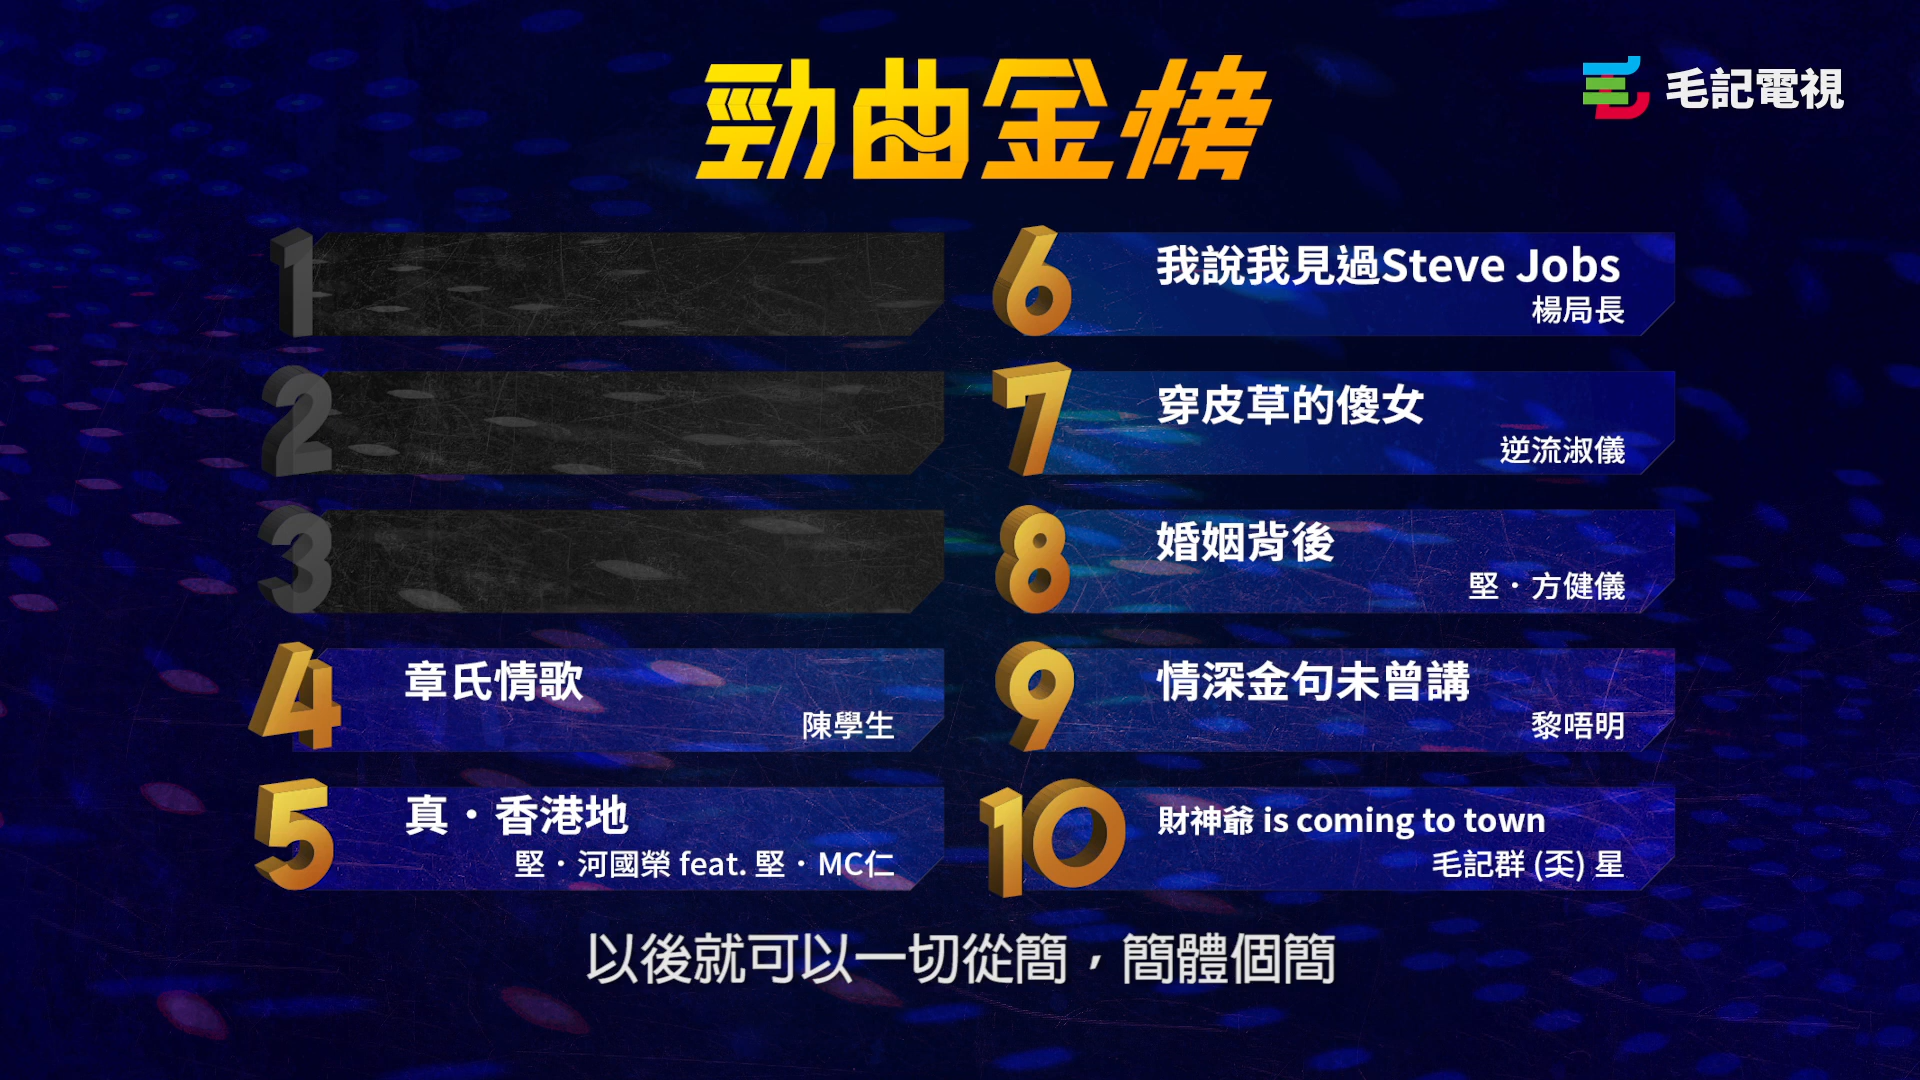 勁曲金榜
毛記電視
1
2
3
4
章氏情歌
陳學生
5
真・香港地
堅・河國榮 feat. 堅・MC仁
6
我說我見過Steve Jobs
楊局長
7
穿皮草的傻女
逆流淑儀
8
婚姻背後
堅・方健儀
9
情深金句未曾講
黎唔明
10
財神爺 is coming to town
毛記群 (奀) 星
以後就可以一切從簡，簡體個簡